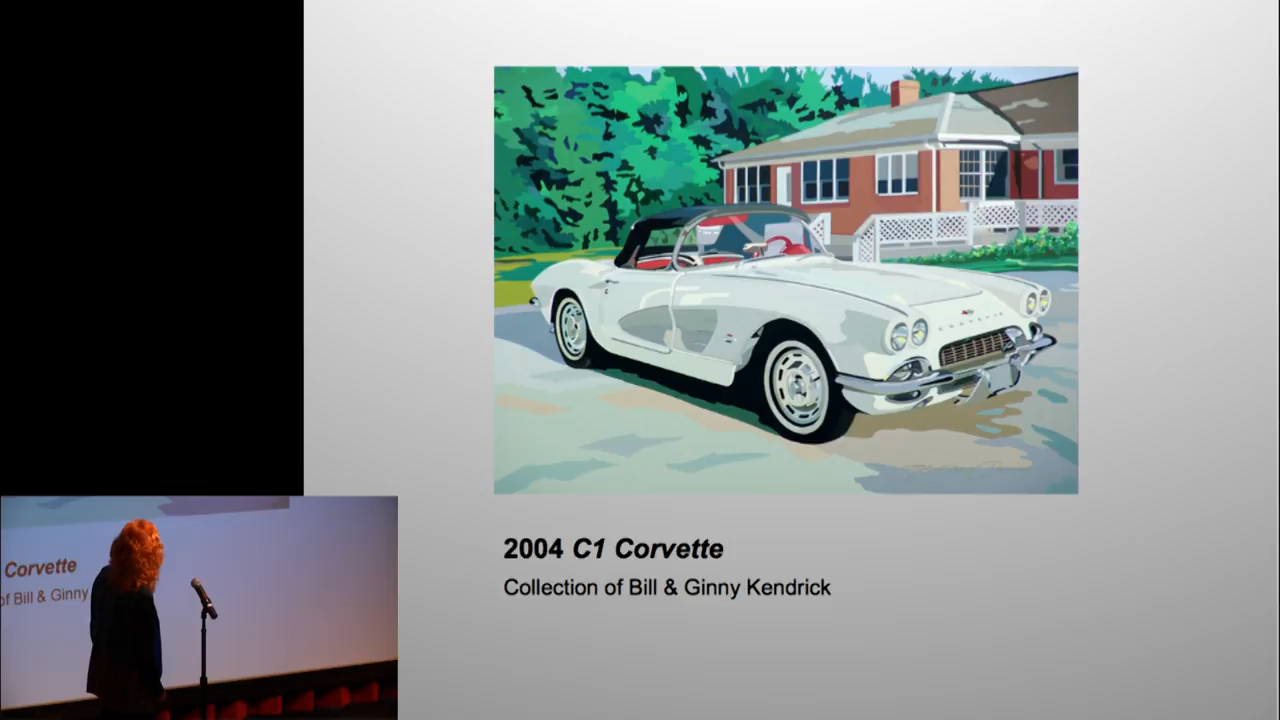 2004 C1 Corvette
Collection of Bill & Ginny Kendrick
Corvette
of Bill & Ginny